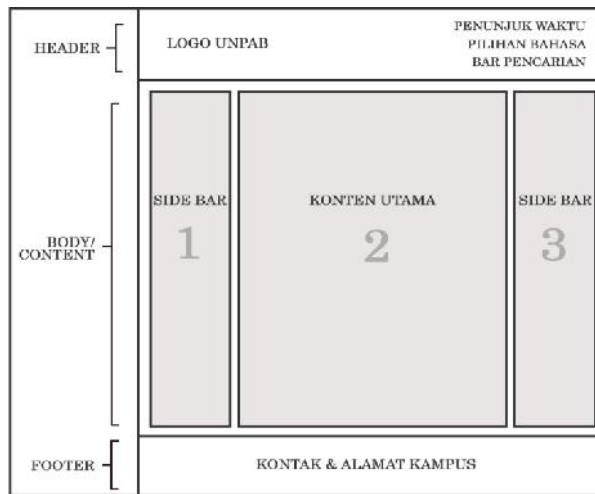 HEADER
LOGO UNPAB
PENUNJUK WAKTU
PILIHAN BAHASA
BAR PENCARIAN
BODY/
CONTENT
SIDE BAR
1
KONTEN UTAMA
2
SIDE BAR
3
FOOTER
KONTAK & ALAMAT KAMPUS